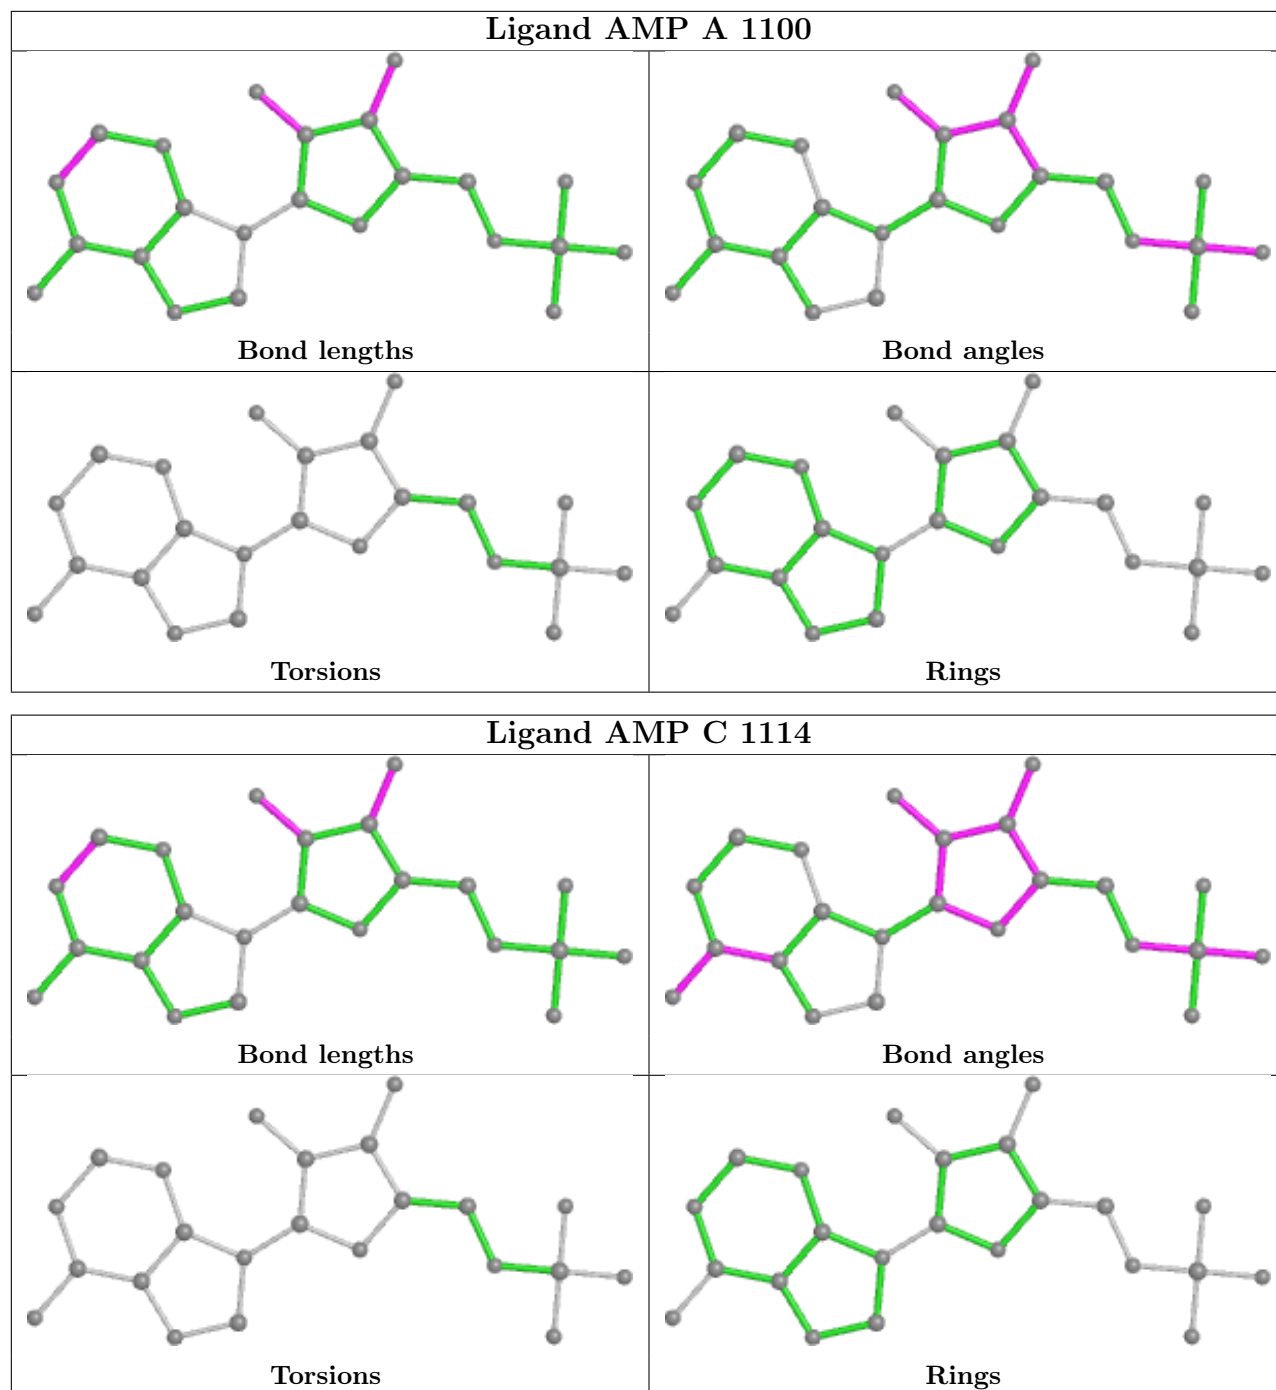 Ligand AMP A 1100
Bond lengths
Bond angles
Torsions
Rings
Ligand AMP C 1114
Bond lengths
Bond angles
Torsions
Rings